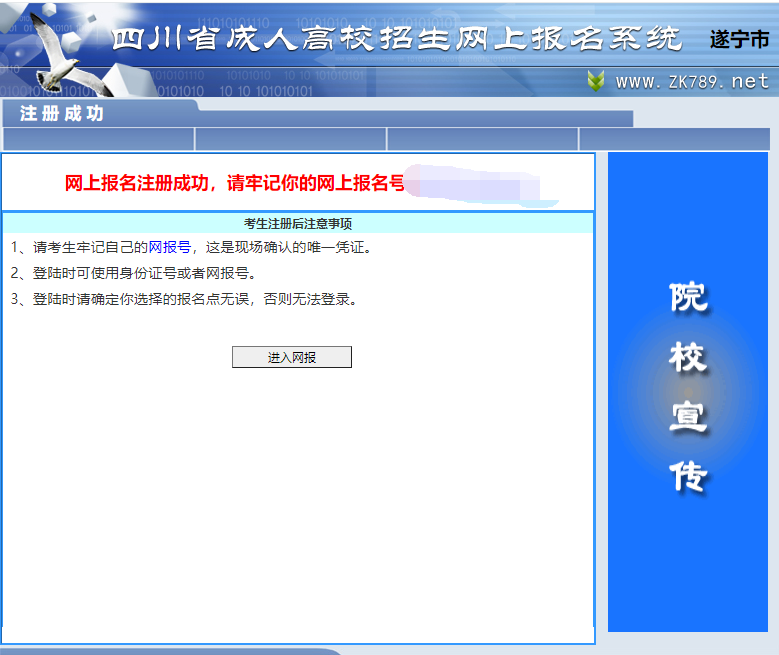 四川省成人高校招生网上报名系统 遂宁市
www.ZK789.net
注册成功
网上报名注册成功，请牢记你的网上报名号
考生注册后注意事项
1、请考生牢记自己的网报号，这是现场确认的唯一凭证。
2、登陆时可使用身份证号或者网报号。
3、登陆时请确定你选择的报名点无误，否则无法登录。
进入网报
院
校
宣
传